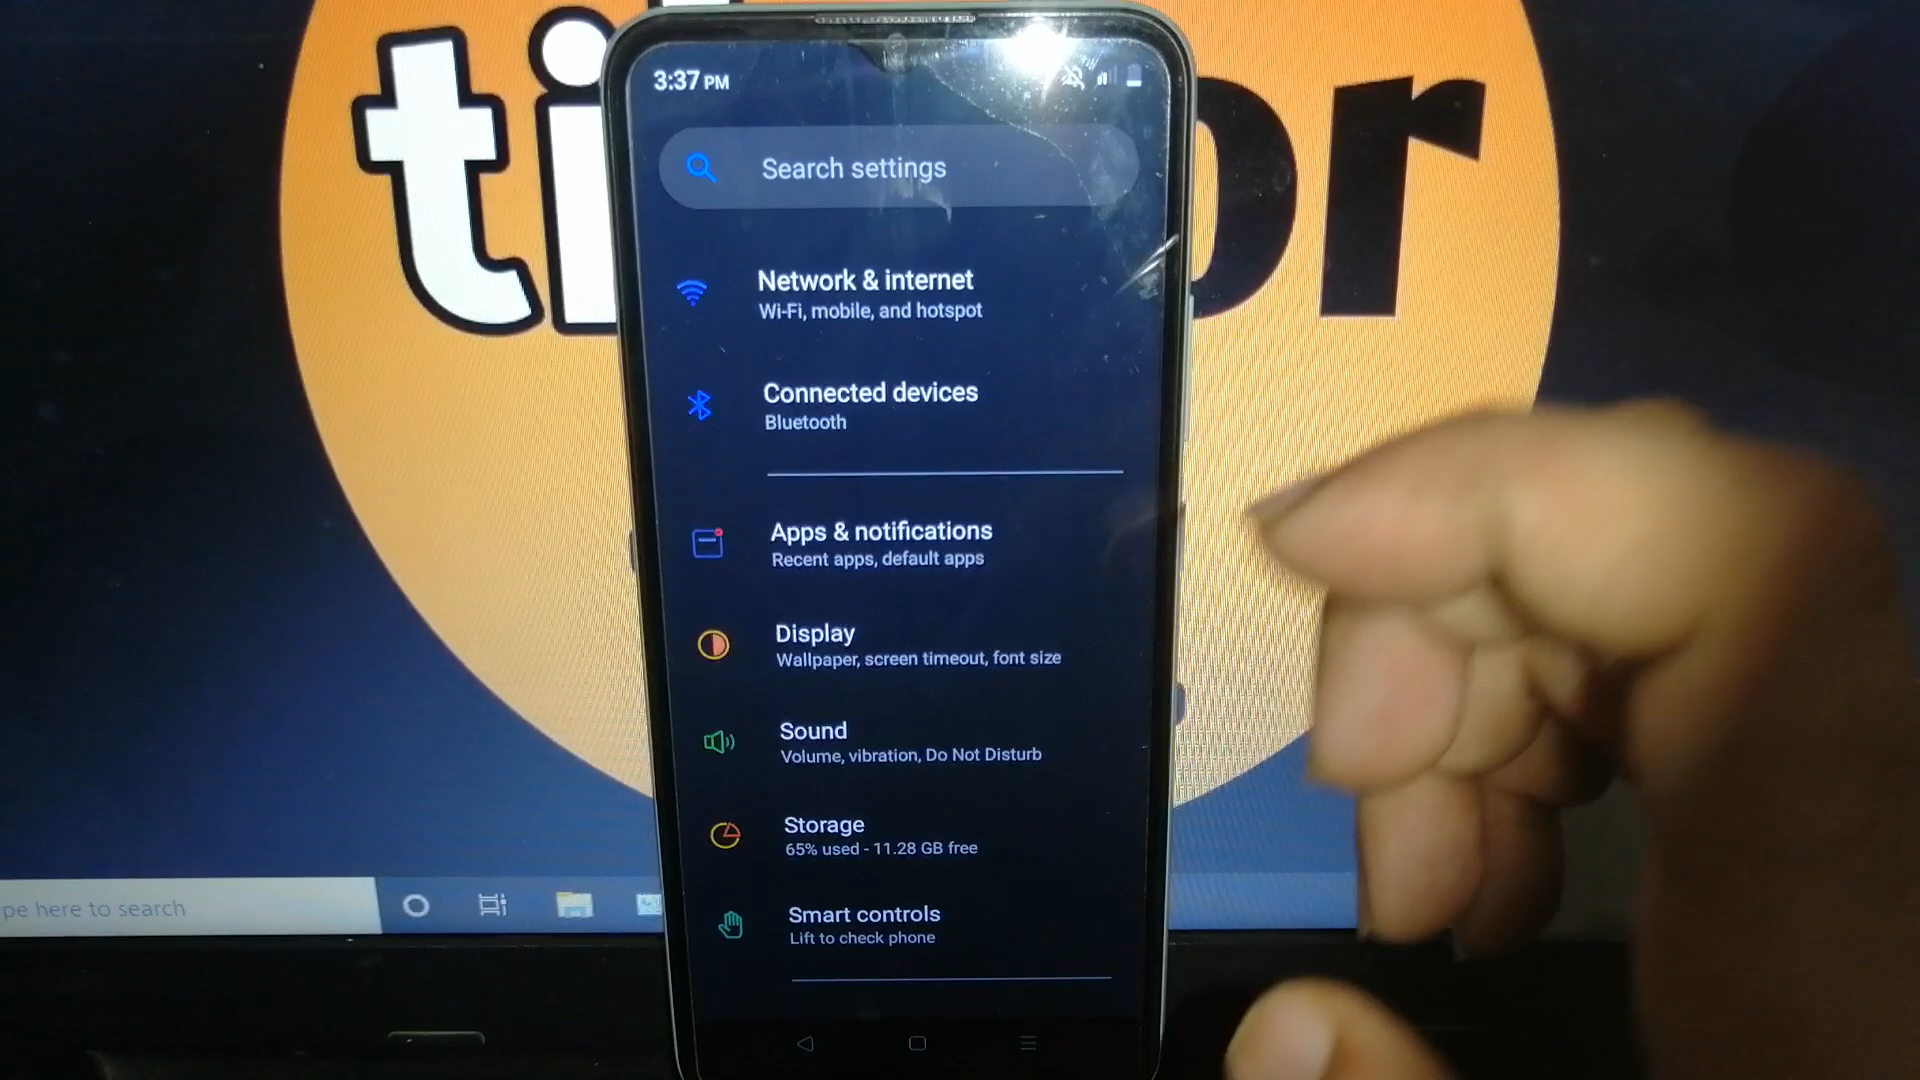 3:37 PM
Search settings
Network & internet
Wi-Fi, mobile, and hotspot
Connected devices
Bluetooth
Apps & notifications
Recent apps, default apps
Display
Wallpaper, screen timeout, font size
Sound
Volume, vibration, Do Not Disturb
Storage
65% used - 11.28 GB free
Smart controls
Lift to check phone
pe here to search